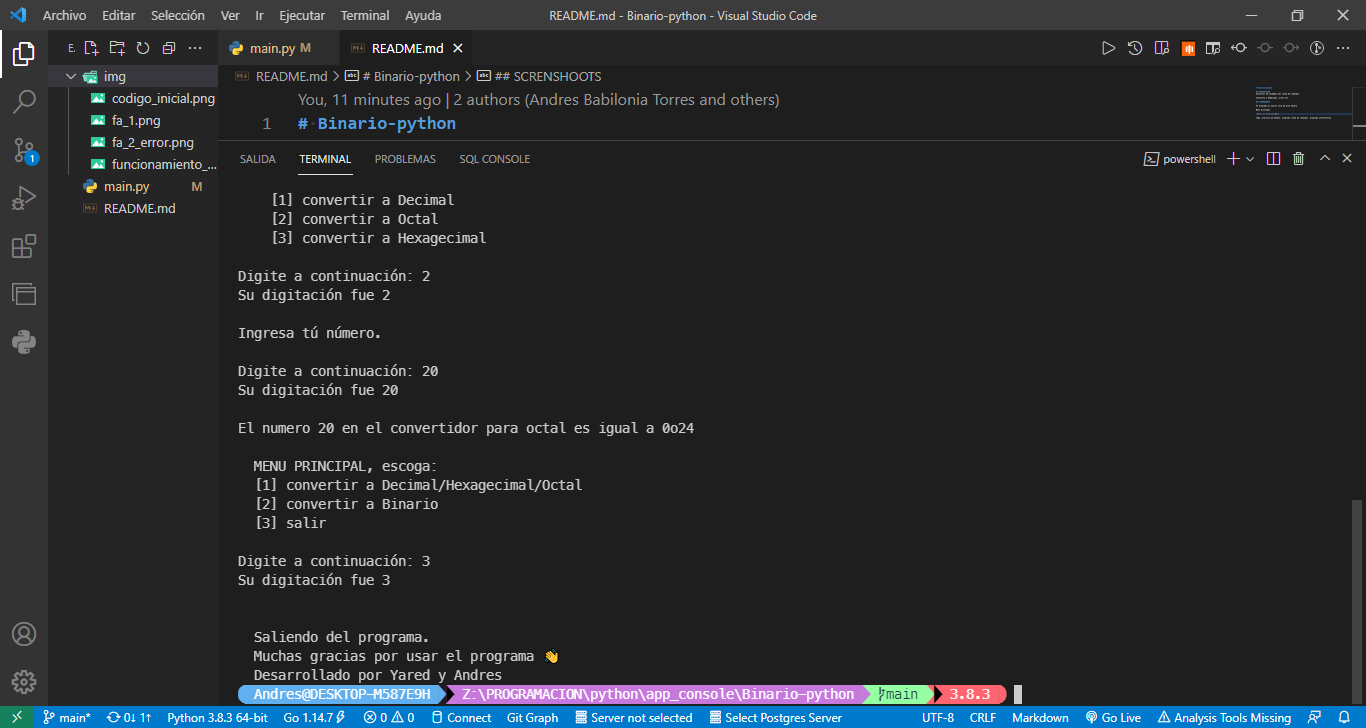 Archivo Editar Selección Ver Ir Ejecutar Terminal Ayuda README.md - Binario-python - Visual Studio Code
E. ...
main.py M README.md
img
codigo_inicial.png
fa_1.png
fa_2_error.png
funcionamiento_...
main.py M
README.md
1
README.md > # Binario-python > ## SCRENSHOOTS
You, 11 minutes ago | 2 authors (Andres Babilonia Torres and others)
1 # Binario-python
SALIDA TERMINAL PROBLEMAS SQL CONSOLE powershell
[1] convertir a Decimal
[2] convertir a Octal
[3] convertir a Hexagecimal
Digite a continuación: 2
Su digitación fue 2
Ingresa tú número.
Digite a continuación: 20
Su digitación fue 20
El numero 20 en el convertidor para octal es igual a 0o24
MENU PRINCIPAL, escoga:
[1] convertir a Decimal/Hexagecimal/Octal
[2] convertir a Binario
[3] salir
Digite a continuación: 3
Su digitación fue 3
Saliendo del programa.
Muchas gracias por usar el programa 👋
Desarrollado por Yared y Andres
Andres@DESKTOP-M587E9H Z:\PROGRAMACION\python\app_console\Binario-python main 3.8.3
main* 0↓ 1↑ Python 3.8.3 64-bit Go 1.14.7 0 0 Connect Git Graph Server not selected Select Postgres Server UTF-8 CRLF Markdown Go Live Analysis Tools Missing